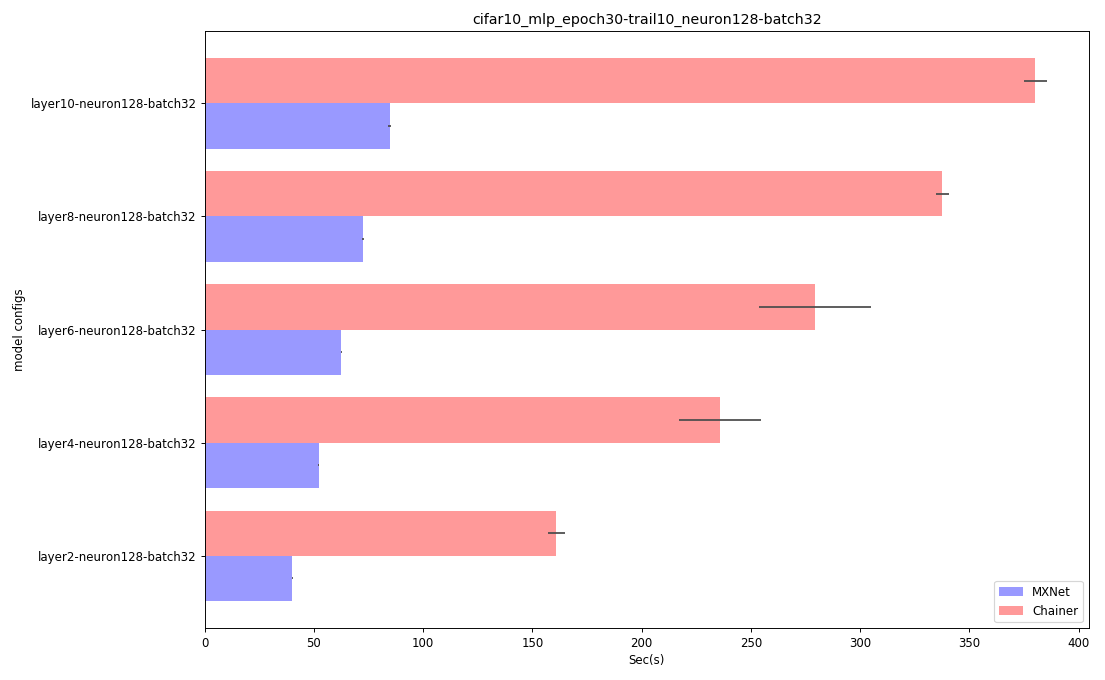 cifar10_mlp_epoch30-trail10_neuron128-batch32
layer10-neuron128-batch32
layer8-neuron128-batch32
layer6-neuron128-batch32
layer4-neuron128-batch32
layer2-neuron128-batch32
model configs
MXNet
Chainer
0 50 100 150 200 250 300 350 400
Sec(s)